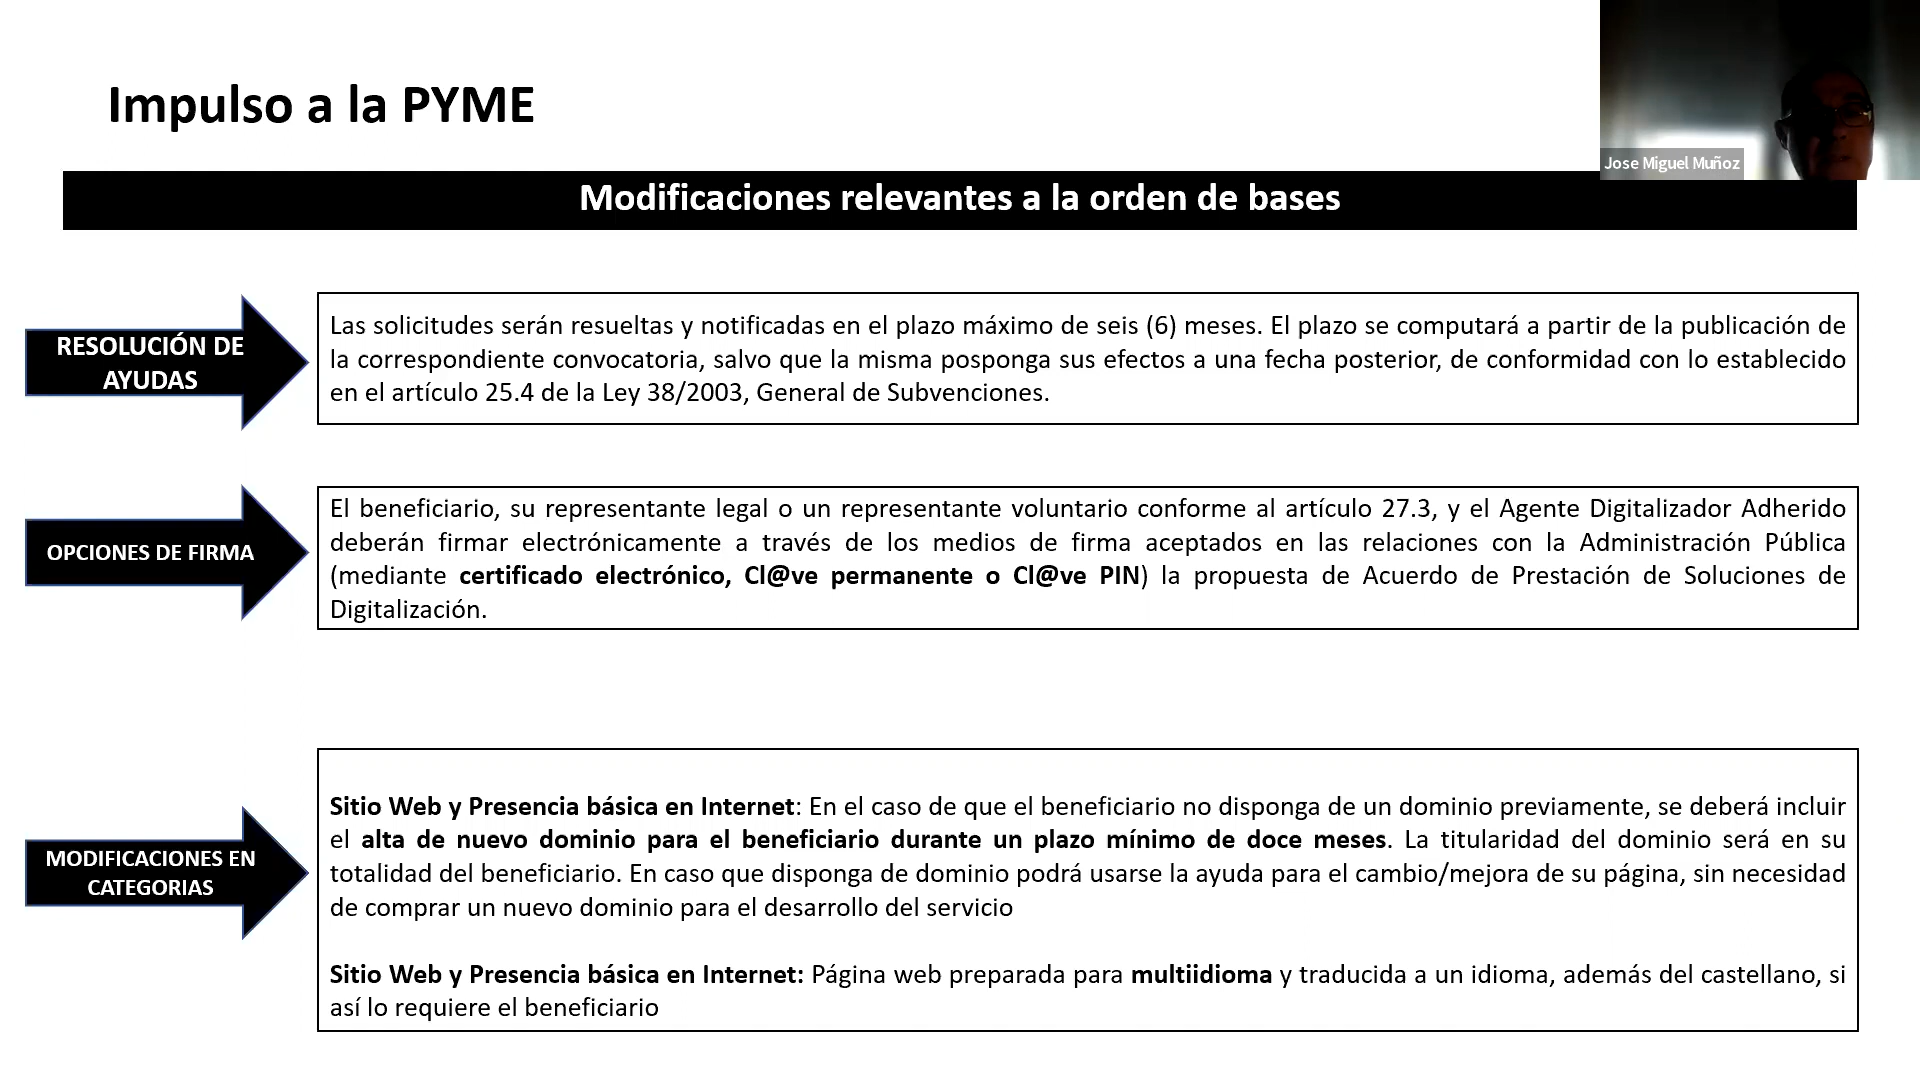 Impulso a la PYME
Jose Miguel Muñoz
Modificaciones relevantes a la orden de bases
RESOLUCIÓN DE
AYUDAS
Las solicitudes serán resueltas y notificadas en el plazo máximo de seis (6) meses. El plazo se computará a partir de la publicación de
la correspondiente convocatoria, salvo que la misma posponga sus efectos a una fecha posterior, de conformidad con lo establecido
en el artículo 25.4 de la Ley 38/2003, General de Subvenciones.
OPCIONES DE FIRMA
El beneficiario, su representante legal o un representante voluntario conforme al artículo 27.3, y el Agente Digitalizador Adherido
deberán firmar electrónicamente a través de los medios de firma aceptados en las relaciones con la Administración Pública
(mediante certificado electrónico, Cl@ve permanente o Cl@ve PIN) la propuesta de Acuerdo de Prestación de Soluciones de
Digitalización.
MODIFICACIONES EN
CATEGORIAS
Sitio Web y Presencia básica en Internet: En el caso de que el beneficiario no disponga de un dominio previamente, se deberá incluir
el alta de nuevo dominio para el beneficiario durante un plazo mínimo de doce meses. La titularidad del dominio será en su
totalidad del beneficiario. En caso que disponga de dominio podrá usarse la ayuda para el cambio/mejora de su página, sin necesidad
de comprar un nuevo dominio para el desarrollo del servicio
Sitio Web y Presencia básica en Internet: Página web preparada para multiidioma y traducida a un idioma, además del castellano, si
así lo requiere el beneficiario